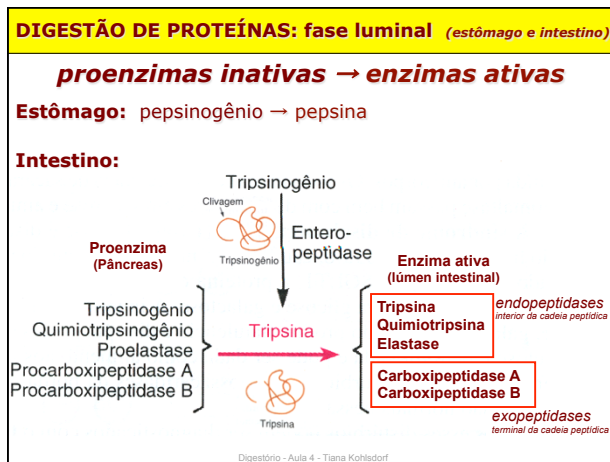 DIGESTÃO DE PROTEÍNAS: fase luminal (estômago e intestino)
proenzimas inativas → enzimas ativas
Estômago: pepsinogênio → pepsina
Intestino:
Tripsinogênio
Clivagem
Tripsinogênio
Entero-
peptidase
Proenzima
(Pâncreas)
Enzima ativa
(lúmen intestinal)
Tripsinogênio
Quimiotripsinogênio
Proelastase
Procarboxipeptidase A
Procarboxipeptidase B
Tripsina
Tripsina
Tripsina
Quimiotripsina
Elastase
endopeptidases
interior da cadeia peptídica
Carboxipeptidase A
Carboxipeptidase B
exopeptidases
terminal da cadeia peptídica
Digestório - Aula 4 - Tiana Kohlsdorf